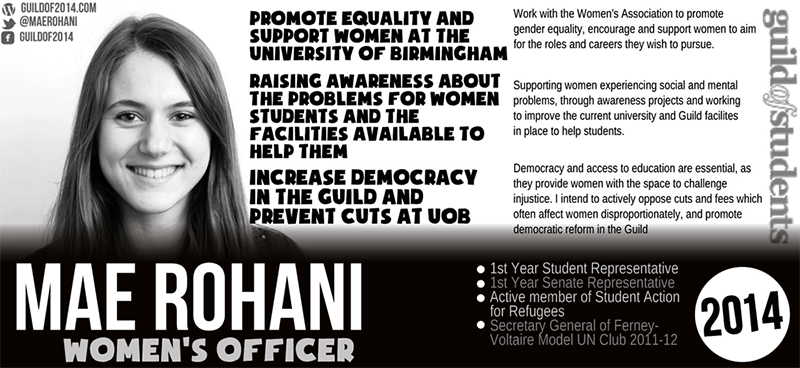 GUILDOF2014.COM
@MAEROHANI
GUILDOF2014
PROMOTE EQUALITY AND
SUPPORT WOMEN AT THE
UNIVERSITY OF BIRMINGHAM
RAISING AWARENESS ABOUT
THE PROBLEMS FOR WOMEN
STUDENTS AND THE
FACILITIES AVAILABLE TO
HELP THEM
INCREASE DEMOCRACY
IN THE GUILD AND
PREVENT CUTS AT UOB
Work with the Women's Association to promote
gender equality, encourage and support women to aim
for the roles and careers they wish to pursue.
Supporting women experiencing social and mental
problems, through awareness projects and working
to improve the current university and Guild facilites
in place to help students.
Democracy and access to education are essential, as
they provide women with the space to challenge
injustice. I intend to actively oppose cuts and fees which
often affect women disproportionately, and promote
democratic reform in the Guild
guildofstudents
MAE ROHANI
WOMEN'S OFFICER
1st Year Student Representative
1st Year Senate Representative
Active member of Student Action
for Refugees
Secretary General of Ferney-
Voltaire Model UN Club 2011-12
2014